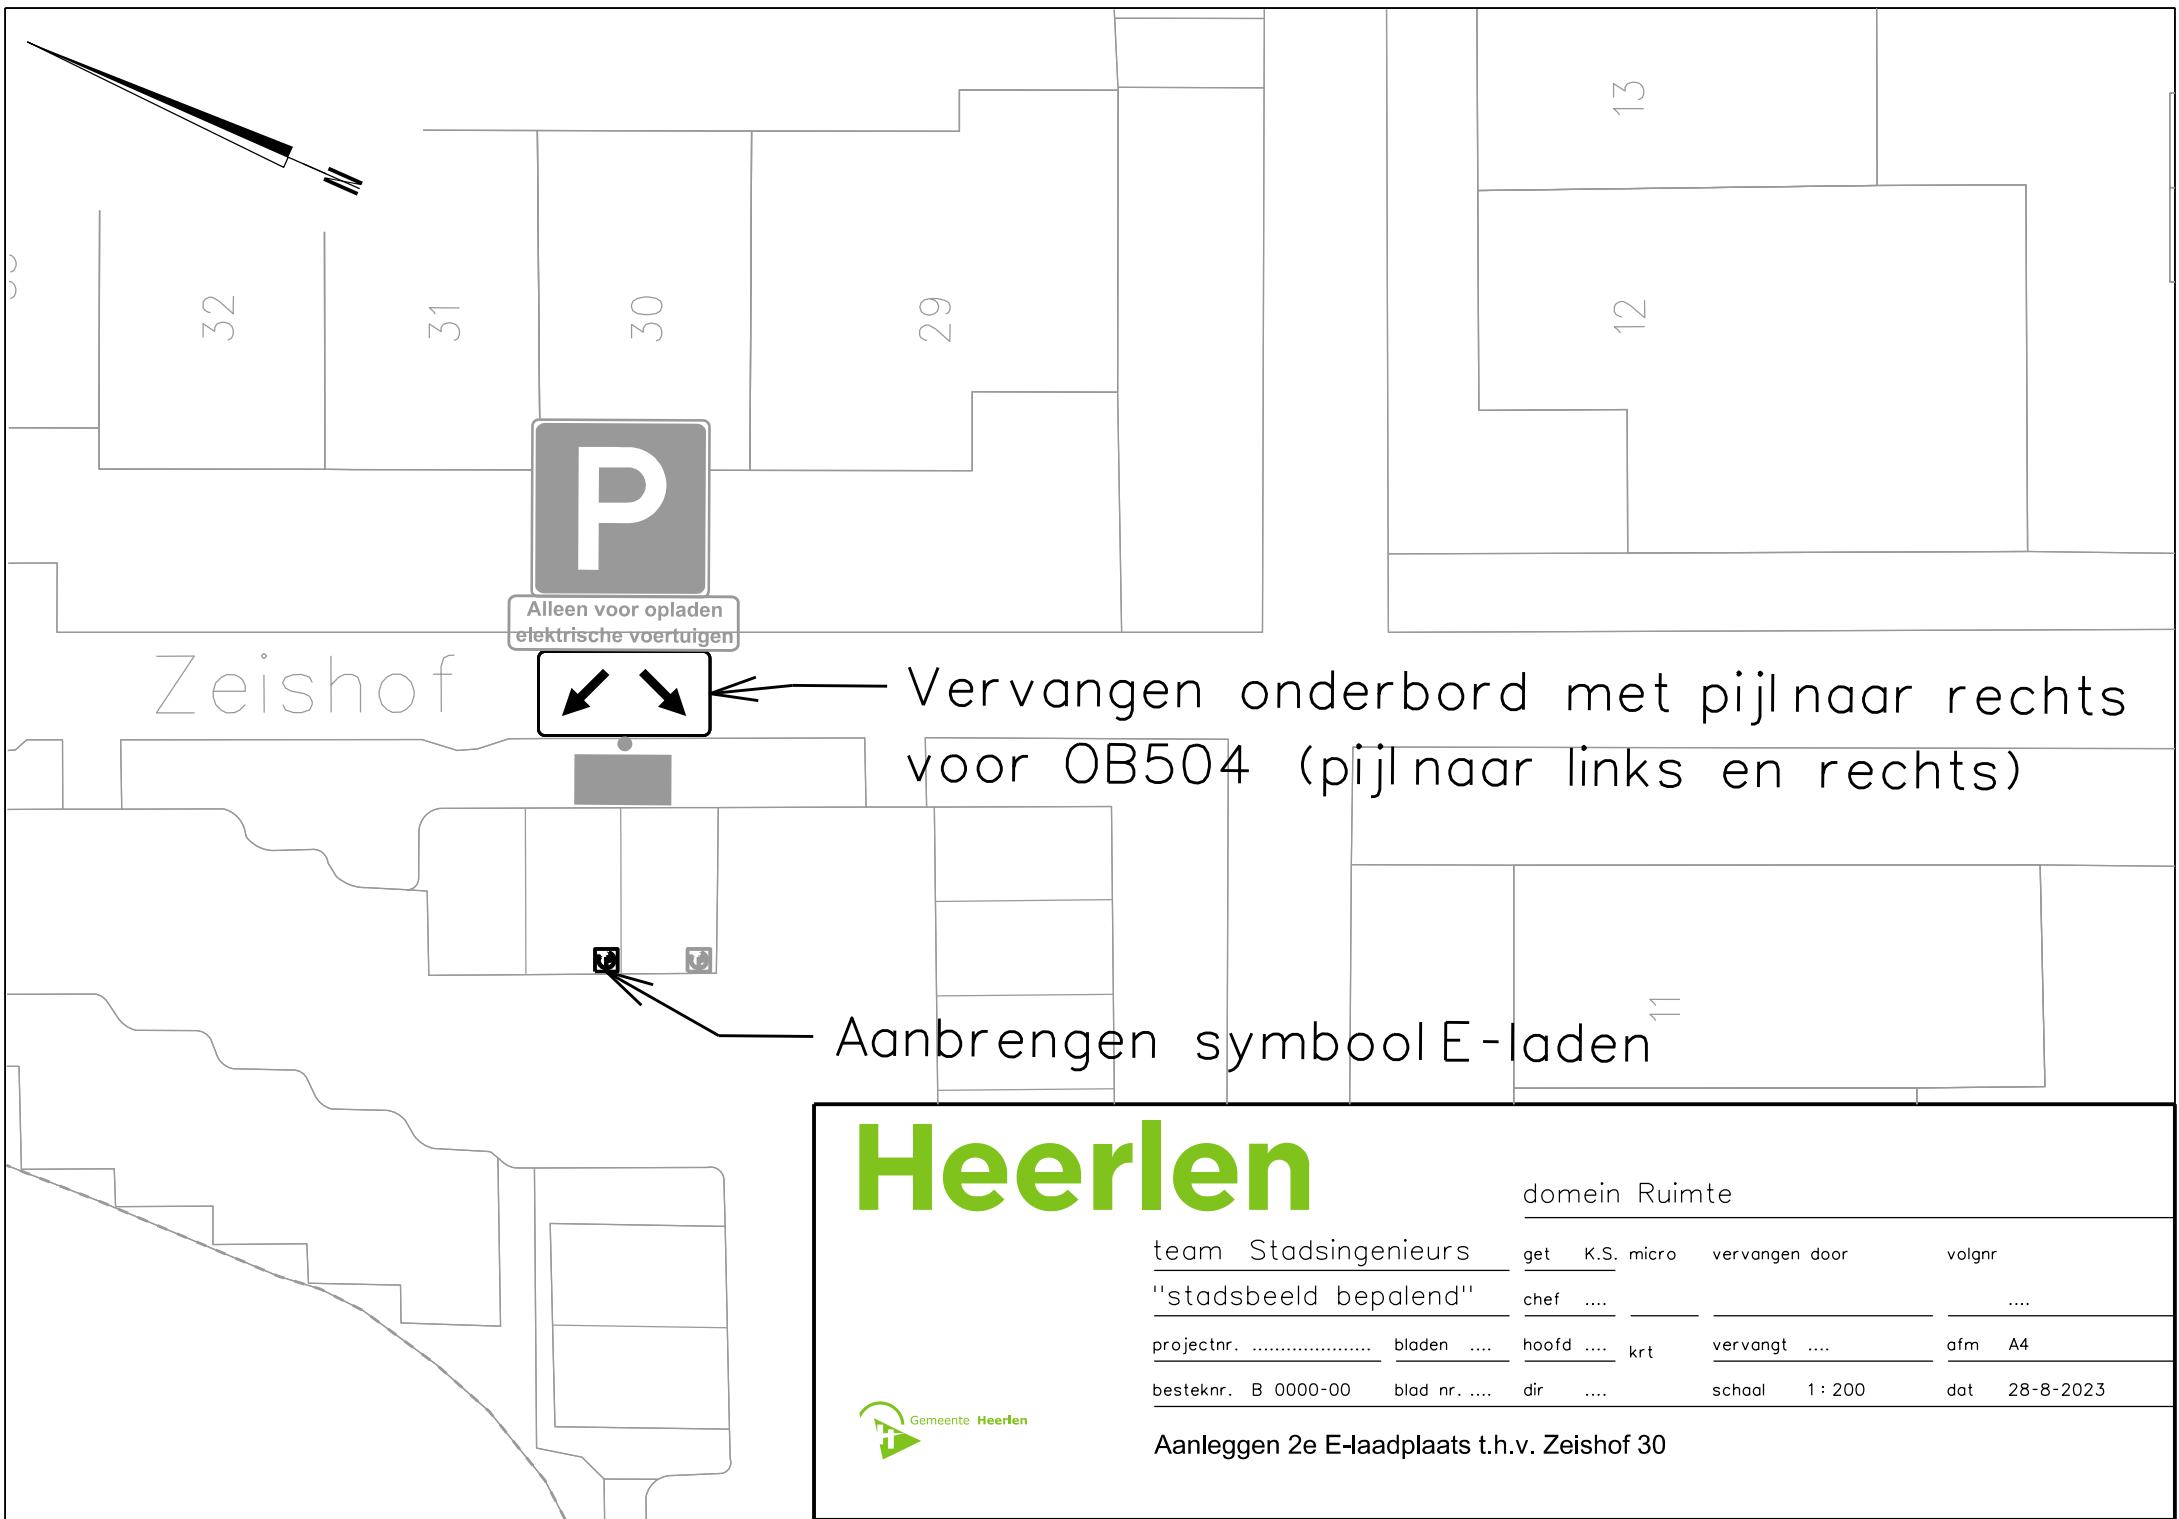 N
13
32
31
30
29
12
P
Alleen voor opladen
elektrische voertuigen
Zeishof
Vervangen onderbord met pijl naar rechts
voor OB504 (pijl naar links en rechts)
11
Aanbrengen symbool E-laden
Heerlen
domein Ruimte
team Stadsingenieurs get K.S. micro vervangen door volgnr
"stadsbeeld bepalend" chef .... ....
projectnr. ..................... bladen .... hoofd .... krt vervangt .... afm A4
besteknr. B 0000-00 blad nr. .... dir .... schaal 1:200 dat 28-8-2023
Gemeente Heerlen
Aanleggen 2e E-laadplaats t.h.v. Zeishof 30